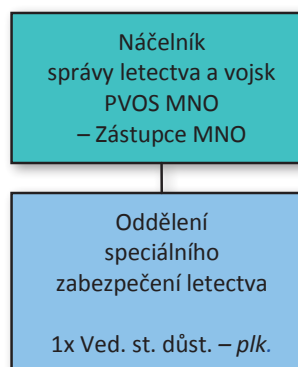 Náčelník
správy letectva a vojsk
PVOS MNO
– Zástupce MNO
Oddělení
speciálního
zabezpečení letectva
1x Ved. st. důst. – plk.